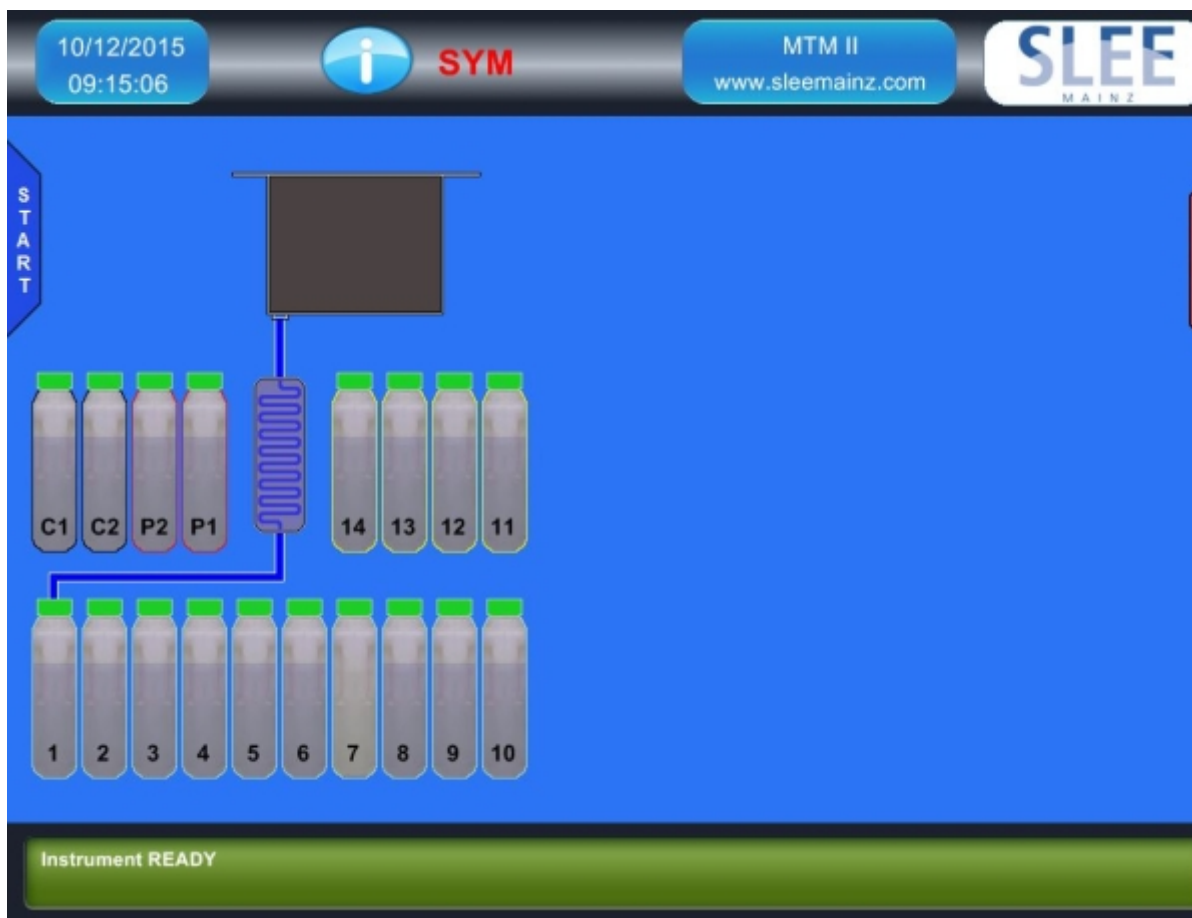 10/12/2015
09:15:06
i
SYM
MTM II
www.sleemainz.com
SLEE
MAINZ
START
C1 C2 P2 P1 14 13 12 11
1 2 3 4 5 6 7 8 9 10
Instrument READY